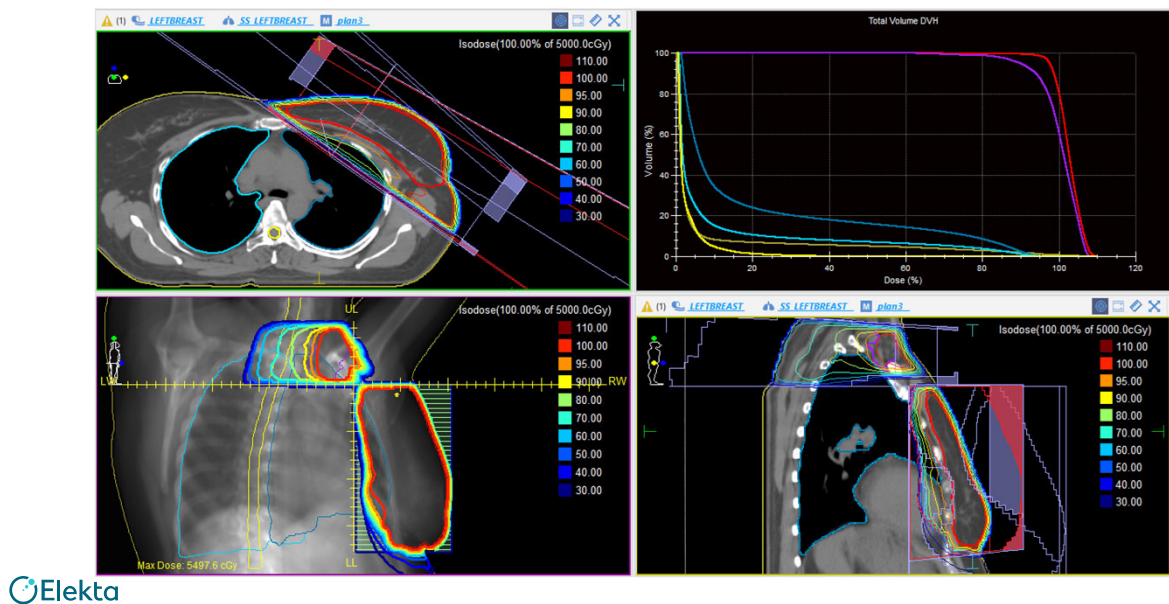 (1) LEFTBREAST SS_LEFTBREAST M plan3
Isodose(100.00% of 5000.0cGy)
110.00
100.00
95.00
90.00
80.00
70.00
60.00
50.00
40.00
30.00
Total Volume DVH
Volume (%)
100
80
60
40
20
0
0 20 40 60 80 100 120
Dose (%)
UL
Isodose(100.00% of 5000.0cGy)
110.00
100.00
95.00
90.00
80.00
70.00
60.00
50.00
40.00
30.00
RW
LL
Max Dose: 5497.6 cGy
(1) LEFTBREAST SS_LEFTBREAST M plan3
Isodose(100.00% of 5000.0cGy)
110.00
100.00
95.00
90.00
80.00
70.00
60.00
50.00
40.00
30.00
Elekta